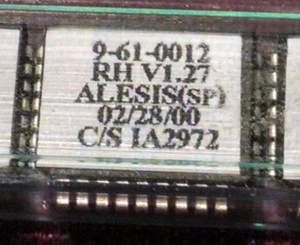 9-61-0012
RH V1.27
ALESIS(SP)
02/28/00
C/S IA2972